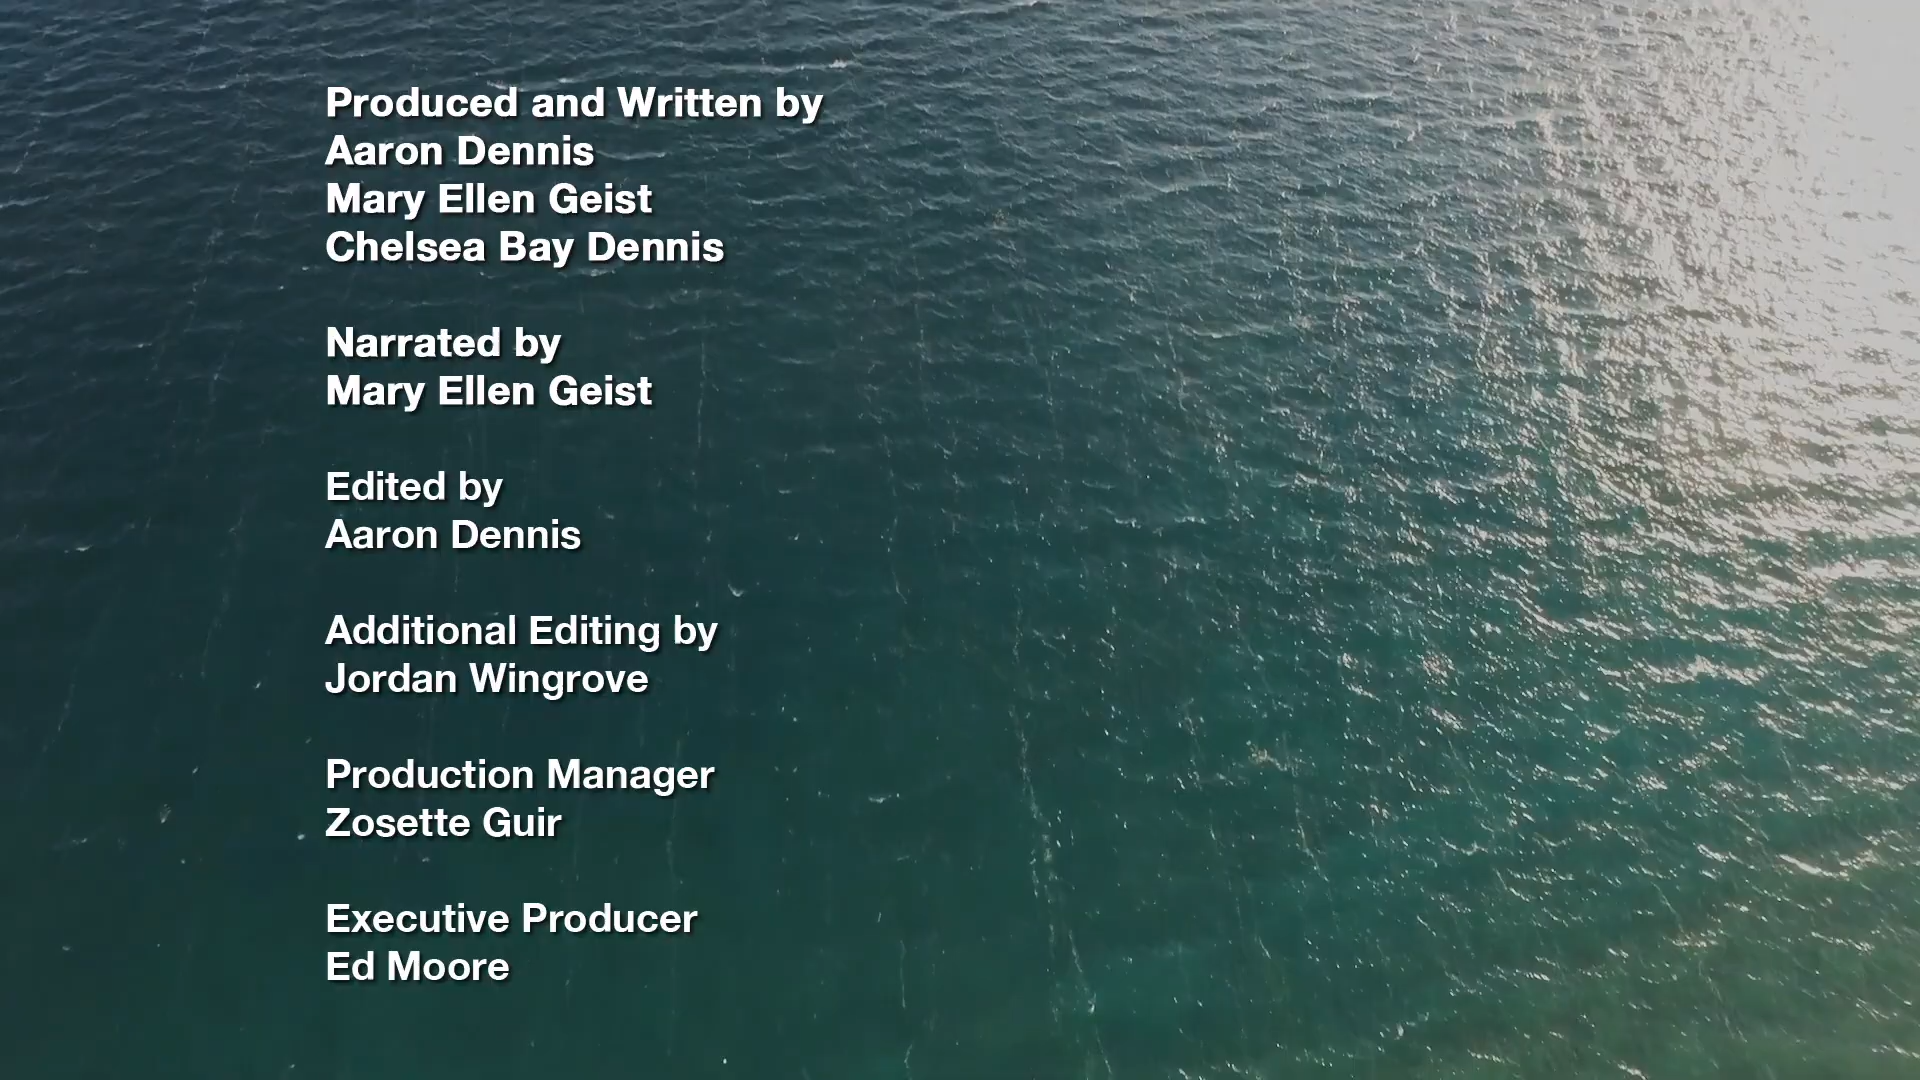 Produced and Written by
Aaron Dennis
Mary Ellen Geist
Chelsea Bay Dennis
Narrated by
Mary Ellen Geist
Edited by
Aaron Dennis
Additional Editing by
Jordan Wingrove
Production Manager
Zosette Guir
Executive Producer
Ed Moore